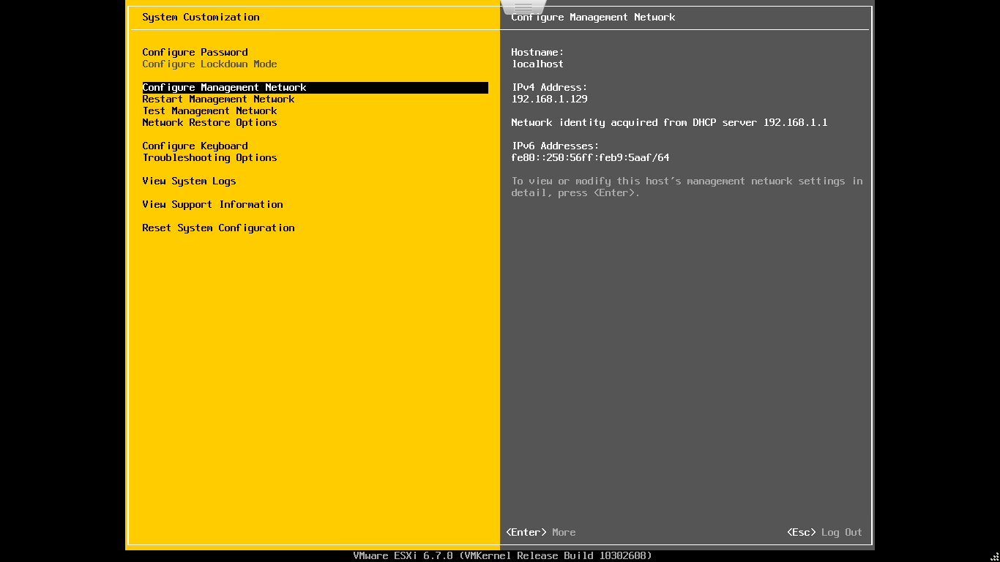 System Customization
Configure Password
Configure Lockdown Mode
Configure Management Network
Restart Management Network
Test Management Network
Network Restore Options
Configure Keyboard
Troubleshooting Options
View System Logs
View Support Information
Reset System Configuration
Configure Management Network
Hostname:
localhost
IPv4 Address:
192.168.1.129
Network identity acquired from DHCP server 192.168.1.1
IPv6 Addresses:
fe80::250:56ff:feb9:5aaf/64
To view or modify this host's management network settings in
detail, press <Enter>.
<Enter> More
<Esc> Log Out
VMware ESXi 6.7.0 (VMKernel Release Build 10302608)